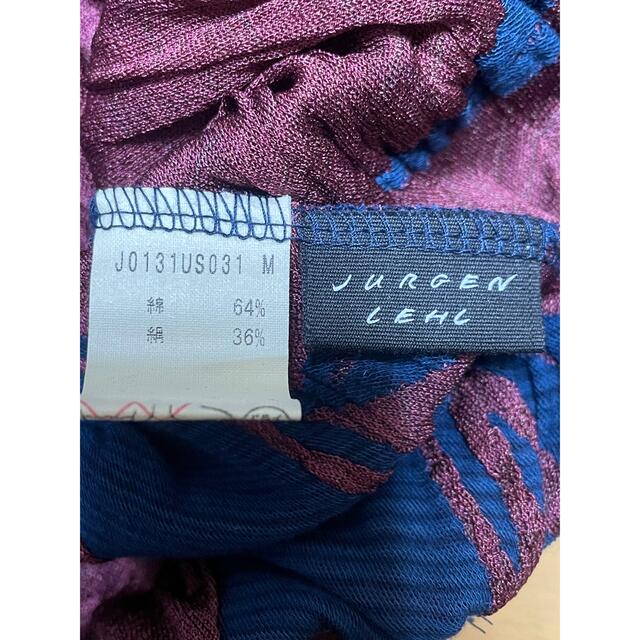 J0131US031 M
綿 64%
絹 36%
JURGEN
LEHL